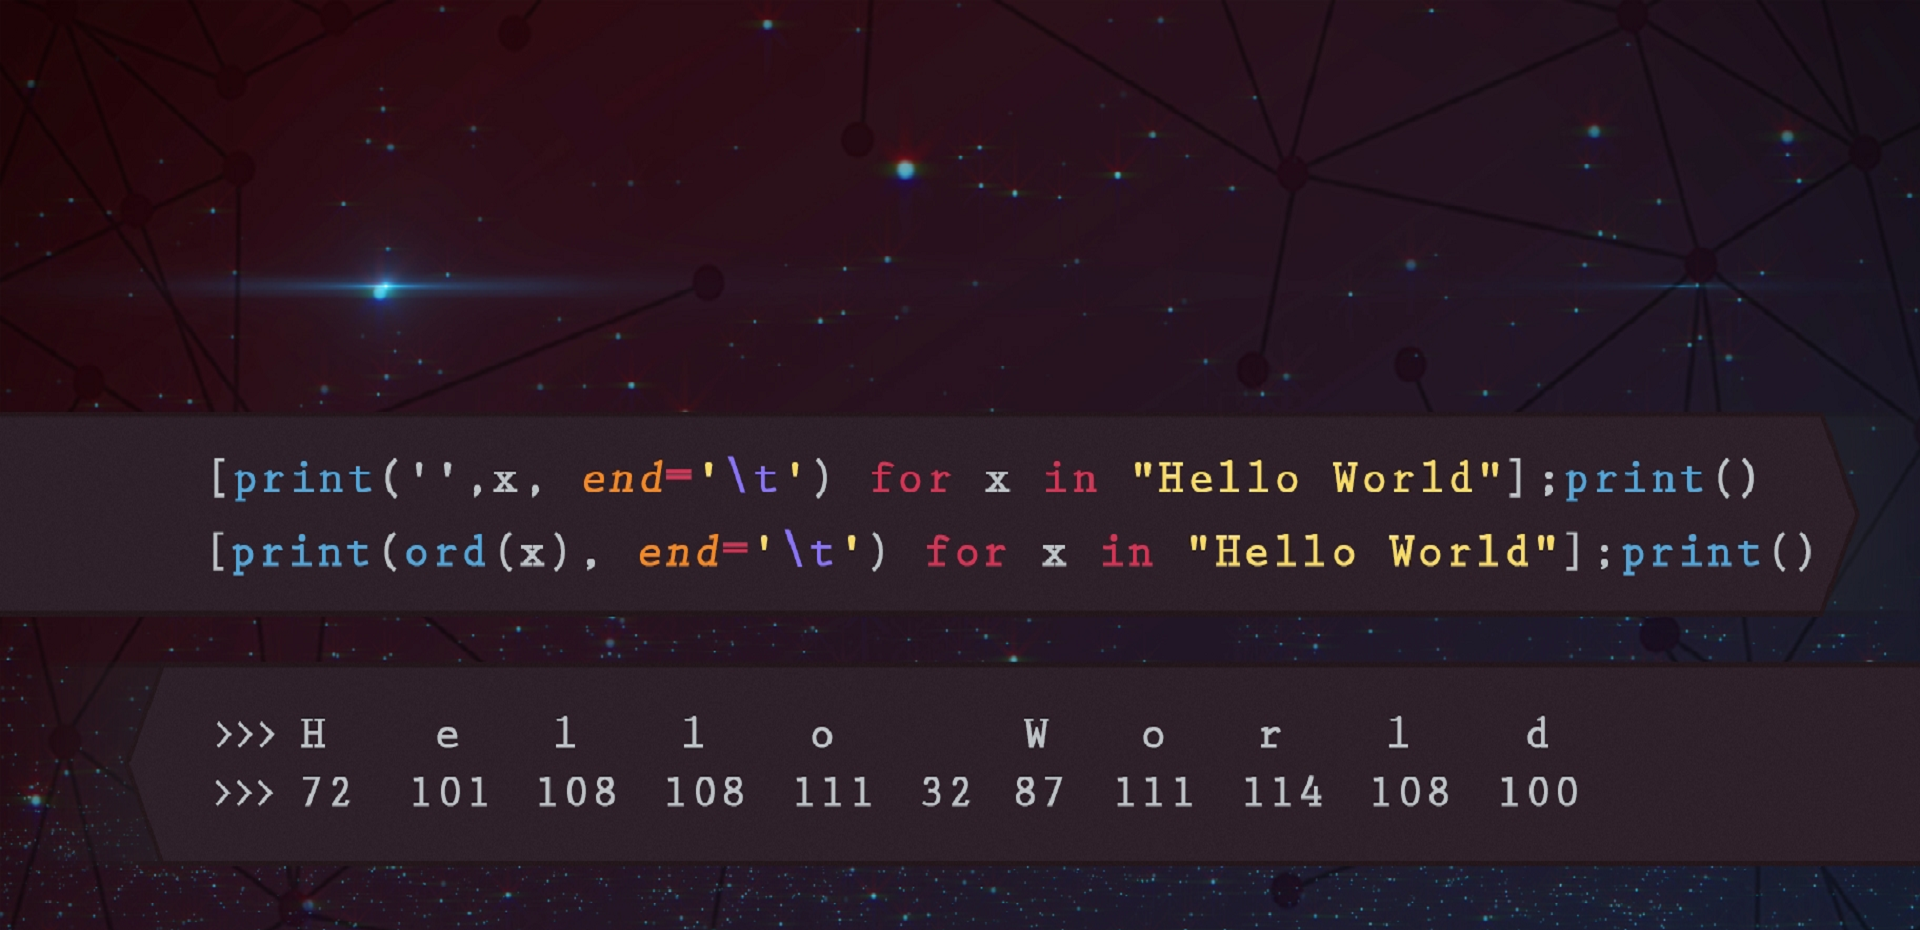 [print('',x, end='\t') for x in "Hello World"];print()
[print(ord(x), end='\t') for x in "Hello World"];print()
>>> H e l l o W o r l d
>>> 72 101 108 108 111 32 87 111 114 108 100